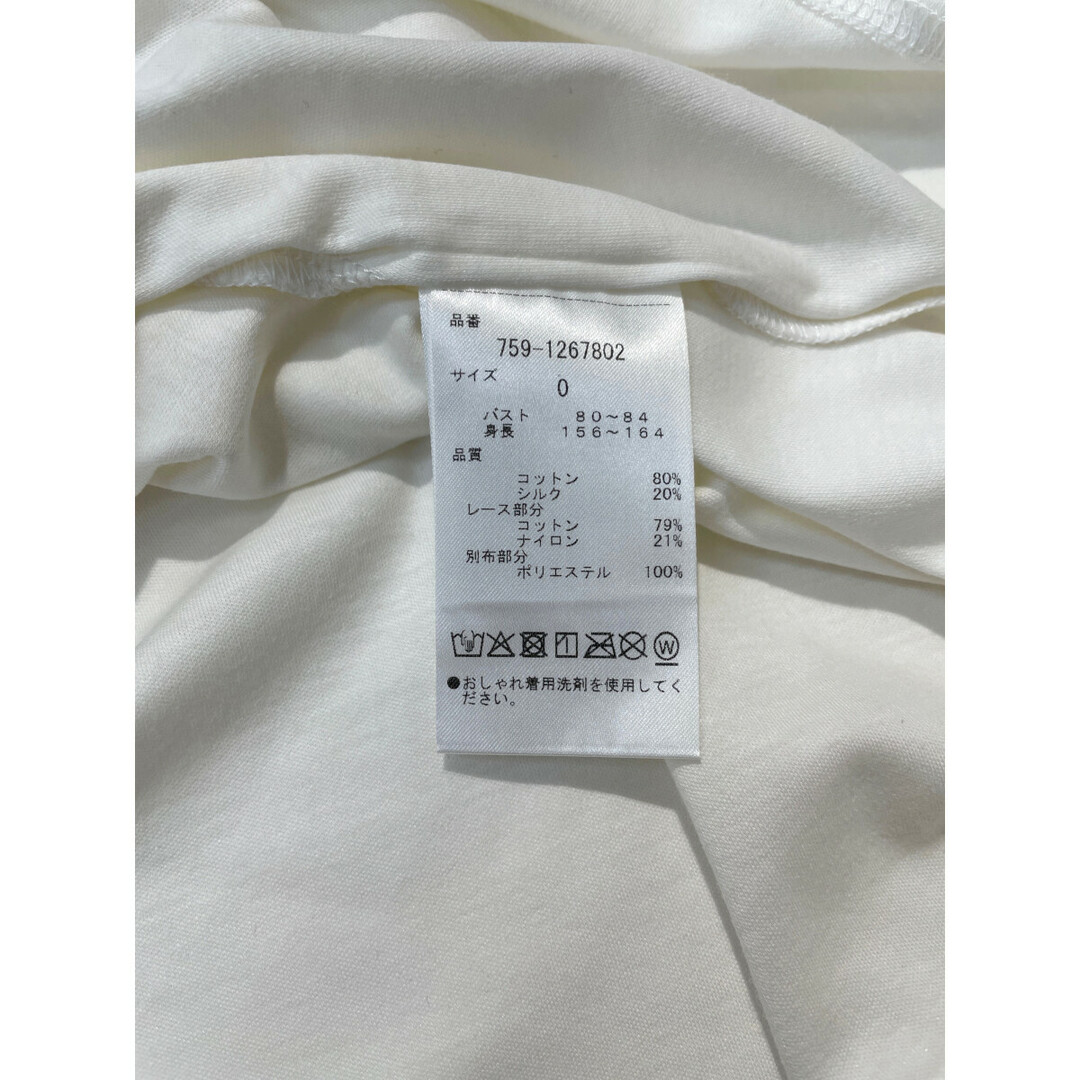 品番
759-1267802
サイズ
0
バスト 80～84
身長 156～164
品質
コットン 80%
シルク 20%
レース部分
コットン 79%
ナイロン 21%
別布部分
ポリエステル 100%
W
●おしゃれ着用洗剤を使用してく
ださい。